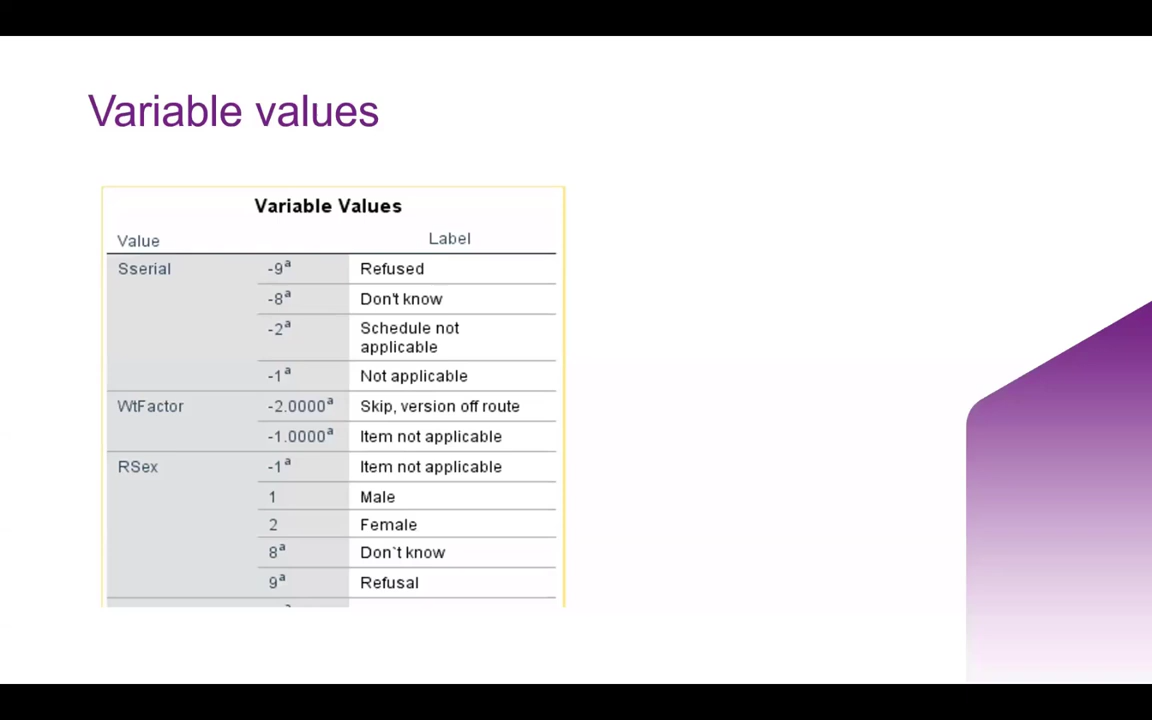 Variable values
Variable Values
Value Label
Sserial -9ª Refused
-8ª Don't know
-2ª Schedule not
applicable
-1ª Not applicable
WtFactor -2.0000ª Skip, version off route
-1.0000ª Item not applicable
RSex -1ª Item not applicable
1 Male
2 Female
8ª Don`t know
9ª Refusal